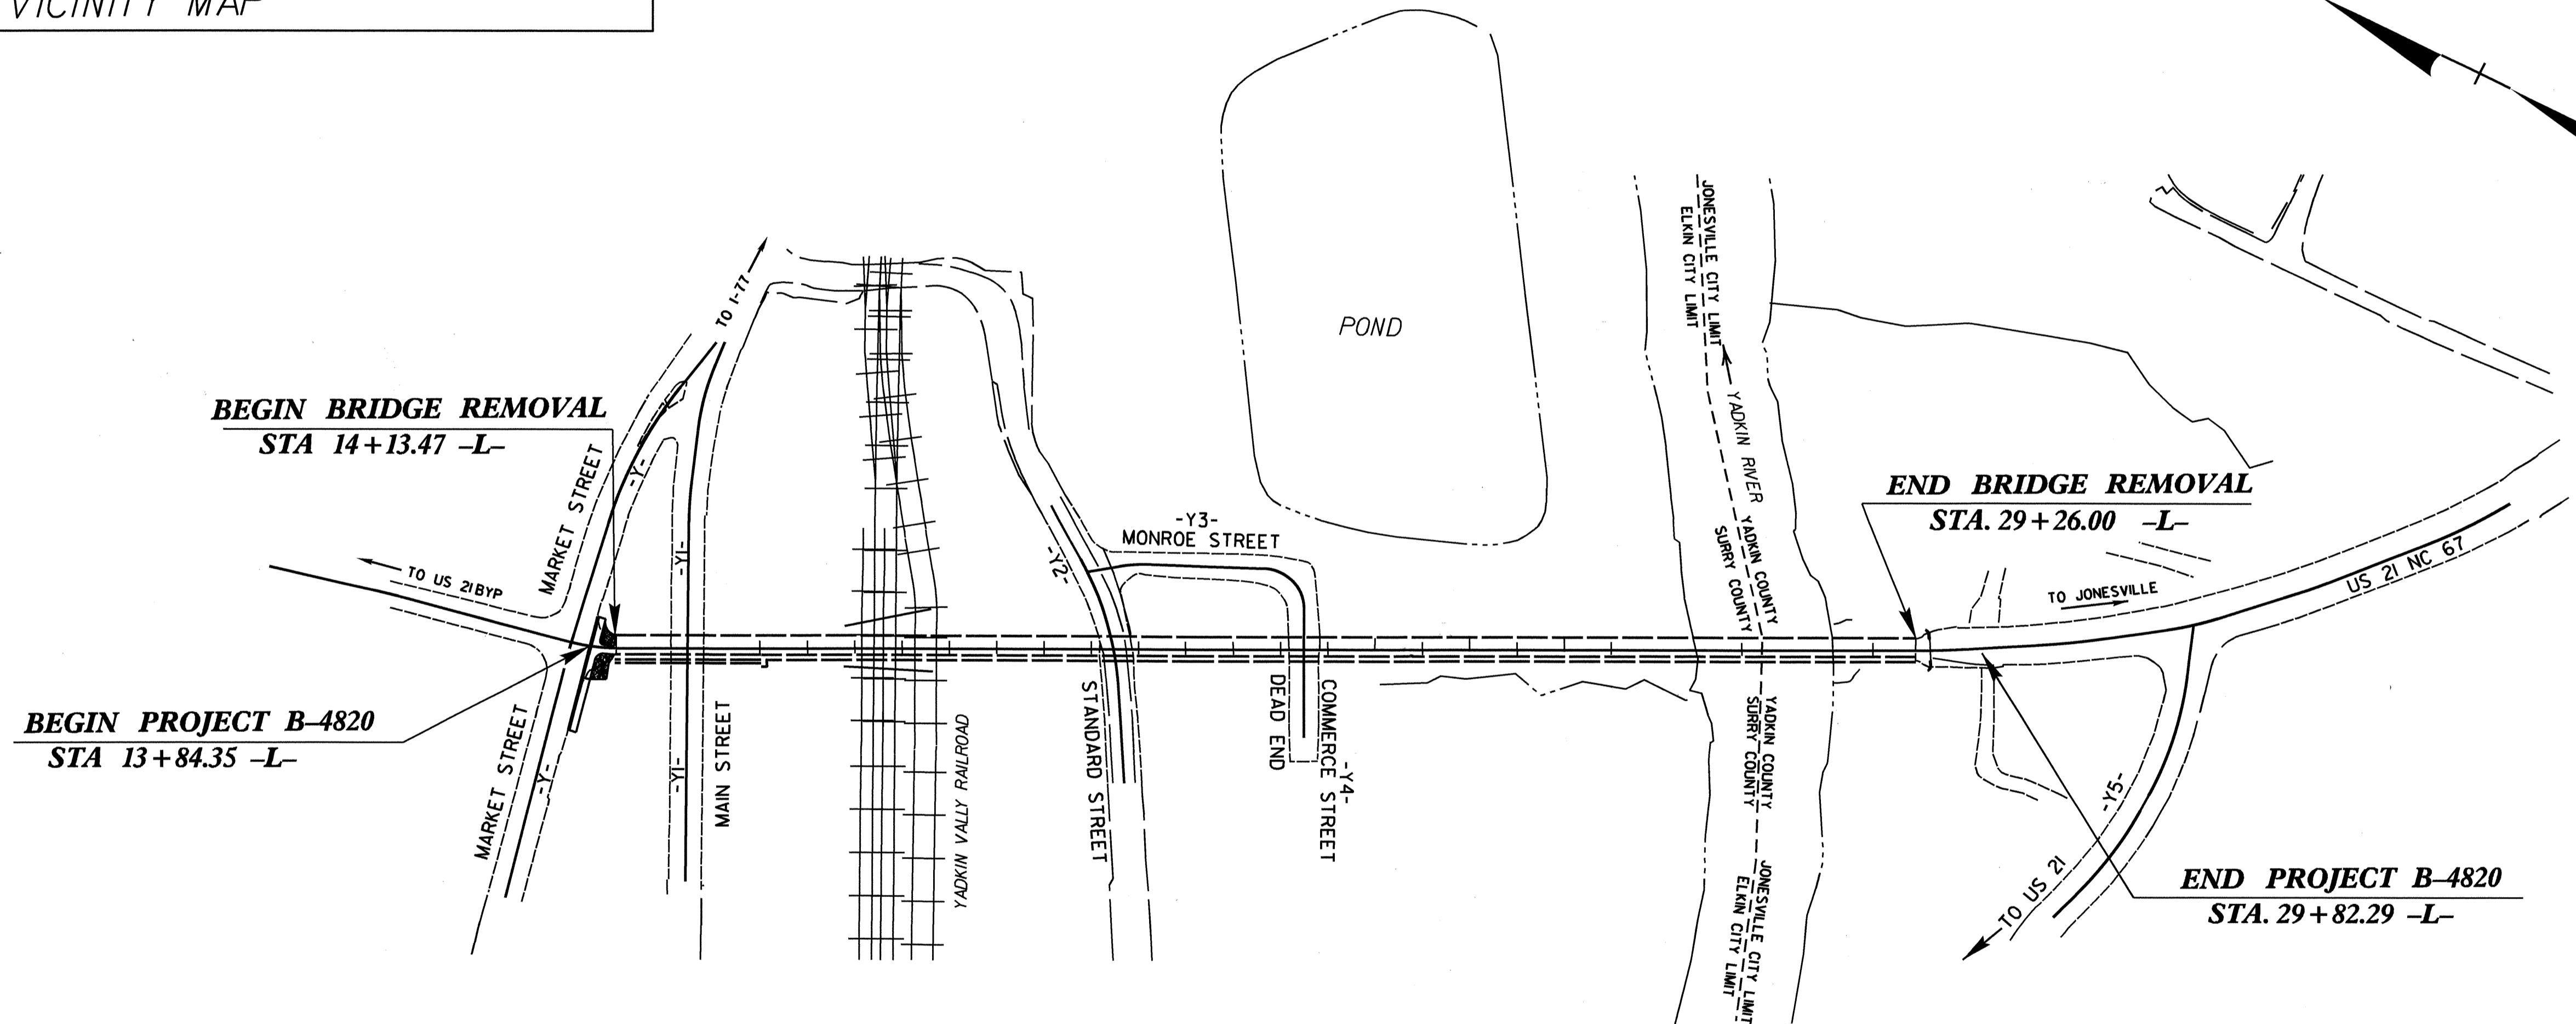 VICINITY MAP
BEGIN BRIDGE REMOVAL
STA 14+13.47 –L–
BEGIN PROJECT B–4820
STA 13+84.35 –L–
TO US 21 BYP
MARKET STREET
-Y-
TO I-77
MARKET STREET
-Y-
-Y1-
-Y1-
MAIN STREET
YADKIN VALLY RAILROAD
-Y2-
STANDARD STREET
-Y3-
MONROE STREET
DEAD END
COMMERCE STREET
-Y4-
POND
JONESVILLE CITY LIMIT
ELKIN CITY LIMIT
YADKIN RIVER
YADKIN COUNTY
SURRY COUNTY
YADKIN COUNTY
SURRY COUNTY
JONESVILLE CITY LIMIT
ELKIN CITY LIMIT
END BRIDGE REMOVAL
STA. 29+26.00 –L–
TO JONESVILLE
US 21 NC 67
-Y5-
TO US 21
END PROJECT B–4820
STA. 29+82.29 –L–